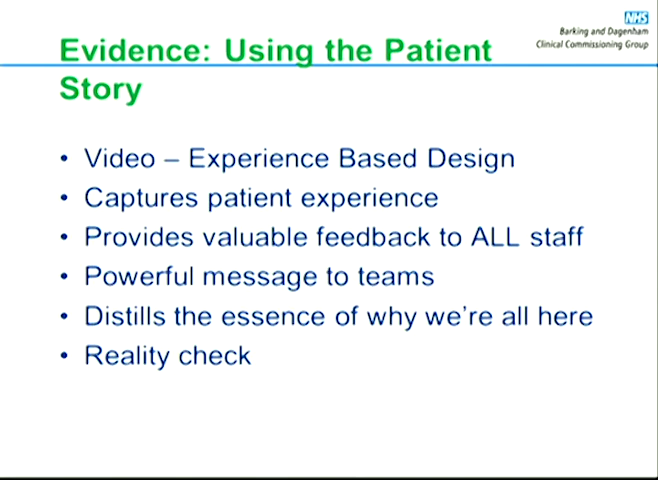 NHS
Barking and Dagenham
Clinical Commissioning Group
Evidence: Using the Patient
Story
• Video – Experience Based Design
• Captures patient experience
• Provides valuable feedback to ALL staff
• Powerful message to teams
• Distills the essence of why we’re all here
• Reality check